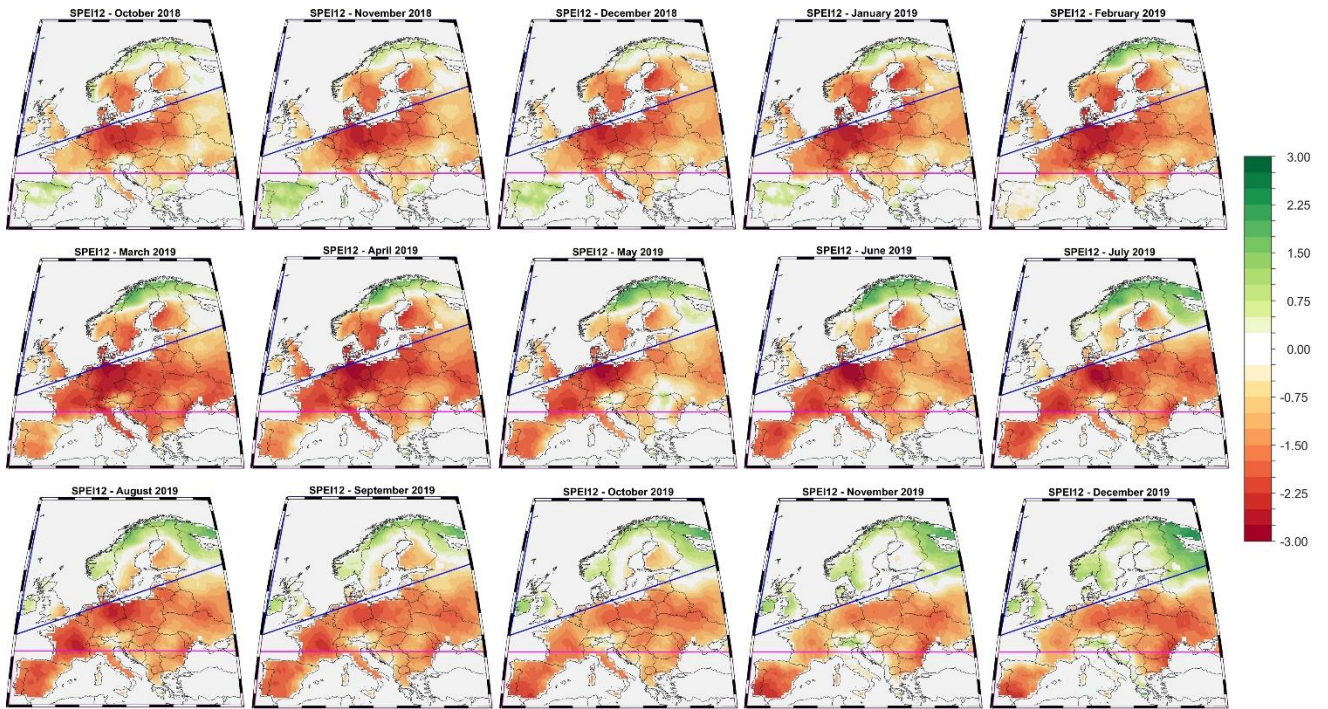 SPEI12 - October 2018
SPEI12 - November 2018
SPEI12 - December 2018
SPEI12 - January 2019
SPEI12 - February 2019
SPEI12 - March 2019
SPEI12 - April 2019
SPEI12 - May 2019
SPEI12 - June 2019
SPEI12 - July 2019
SPEI12 - August 2019
SPEI12 - September 2019
SPEI12 - October 2019
SPEI12 - November 2019
SPEI12 - December 2019
3.00
2.25
1.50
0.75
0.00
-0.75
-1.50
-2.25
-3.00